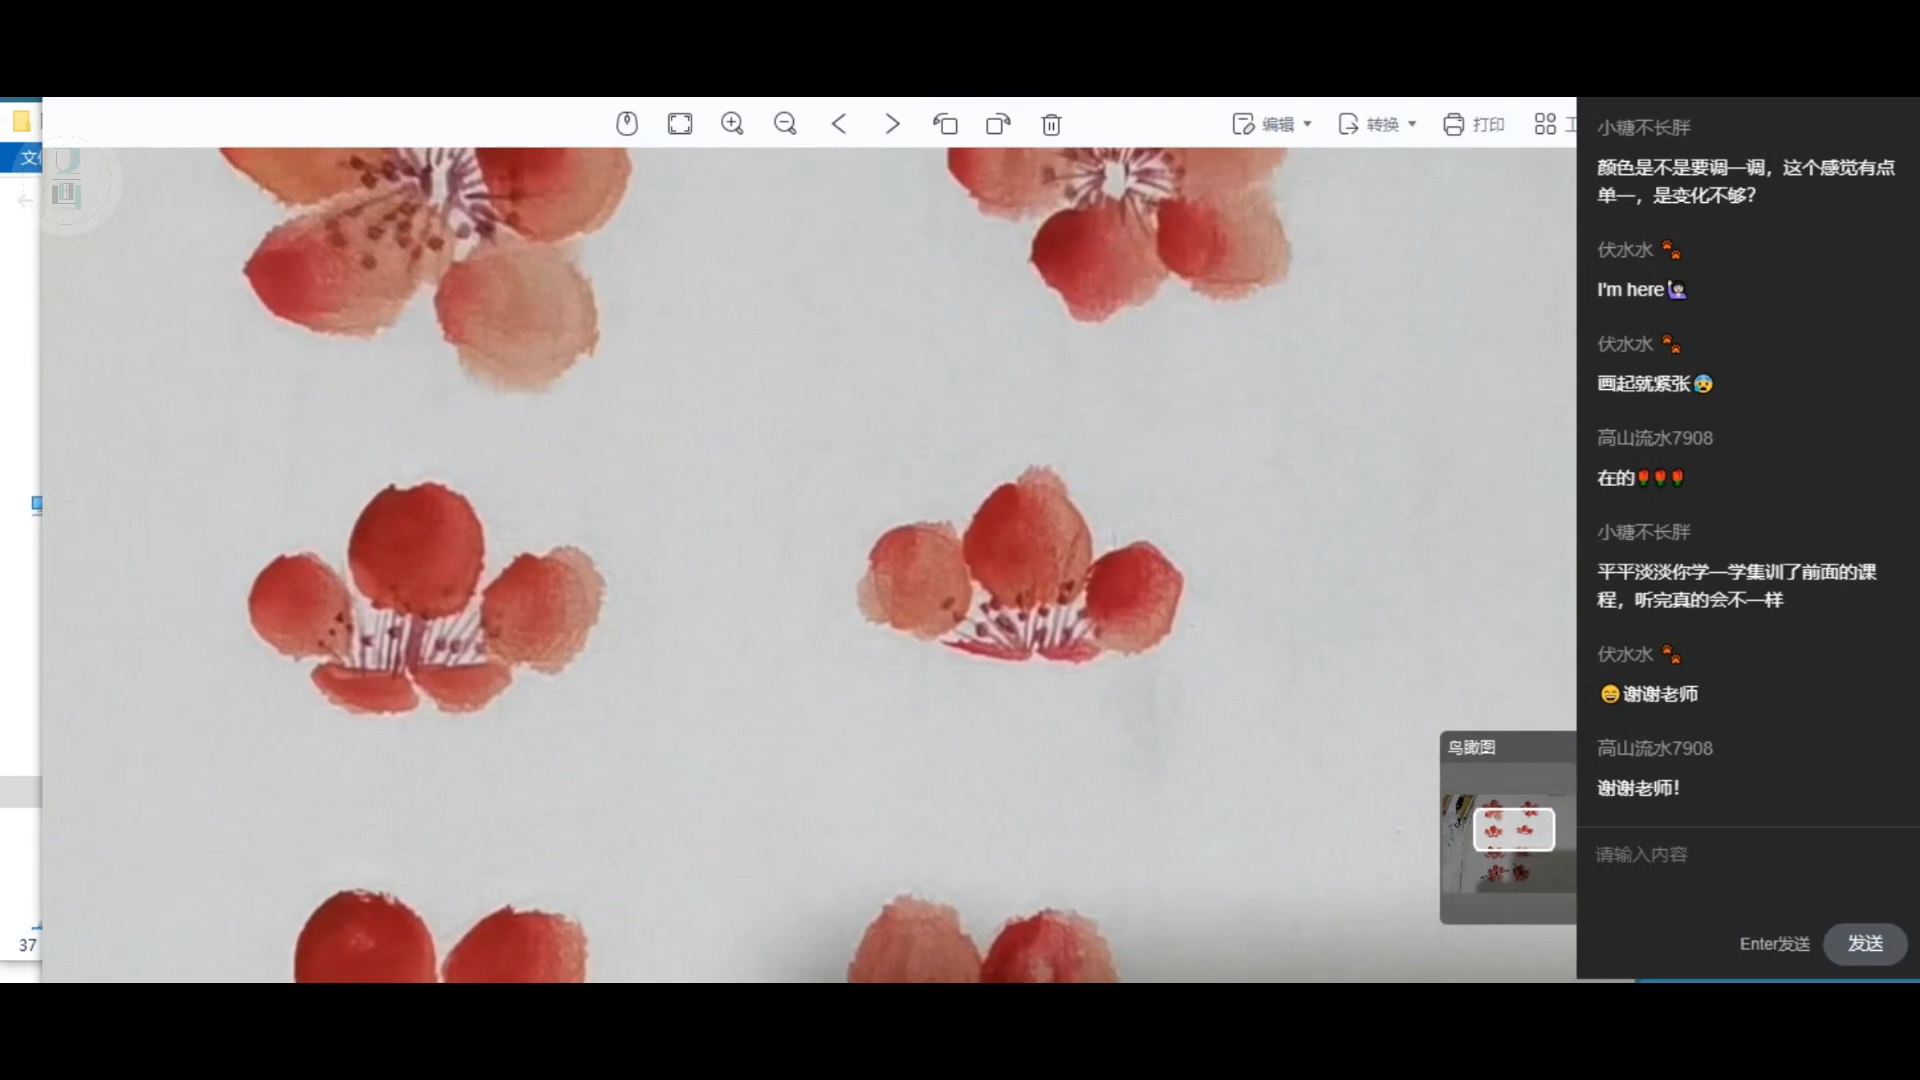 编辑
转换
打印
文
U
画
37
鸟瞰图
小糖不长胖
颜色是不是要调一调，这个感觉有点
单一，是变化不够？
伏水水
I'm here
伏水水
画起就紧张
高山流水7908
在的
小糖不长胖
平平淡淡你学一学集训了前面的课
程，听完真的会不一样
伏水水
谢谢老师
高山流水7908
谢谢老师！
请输入内容
Enter发送
发送